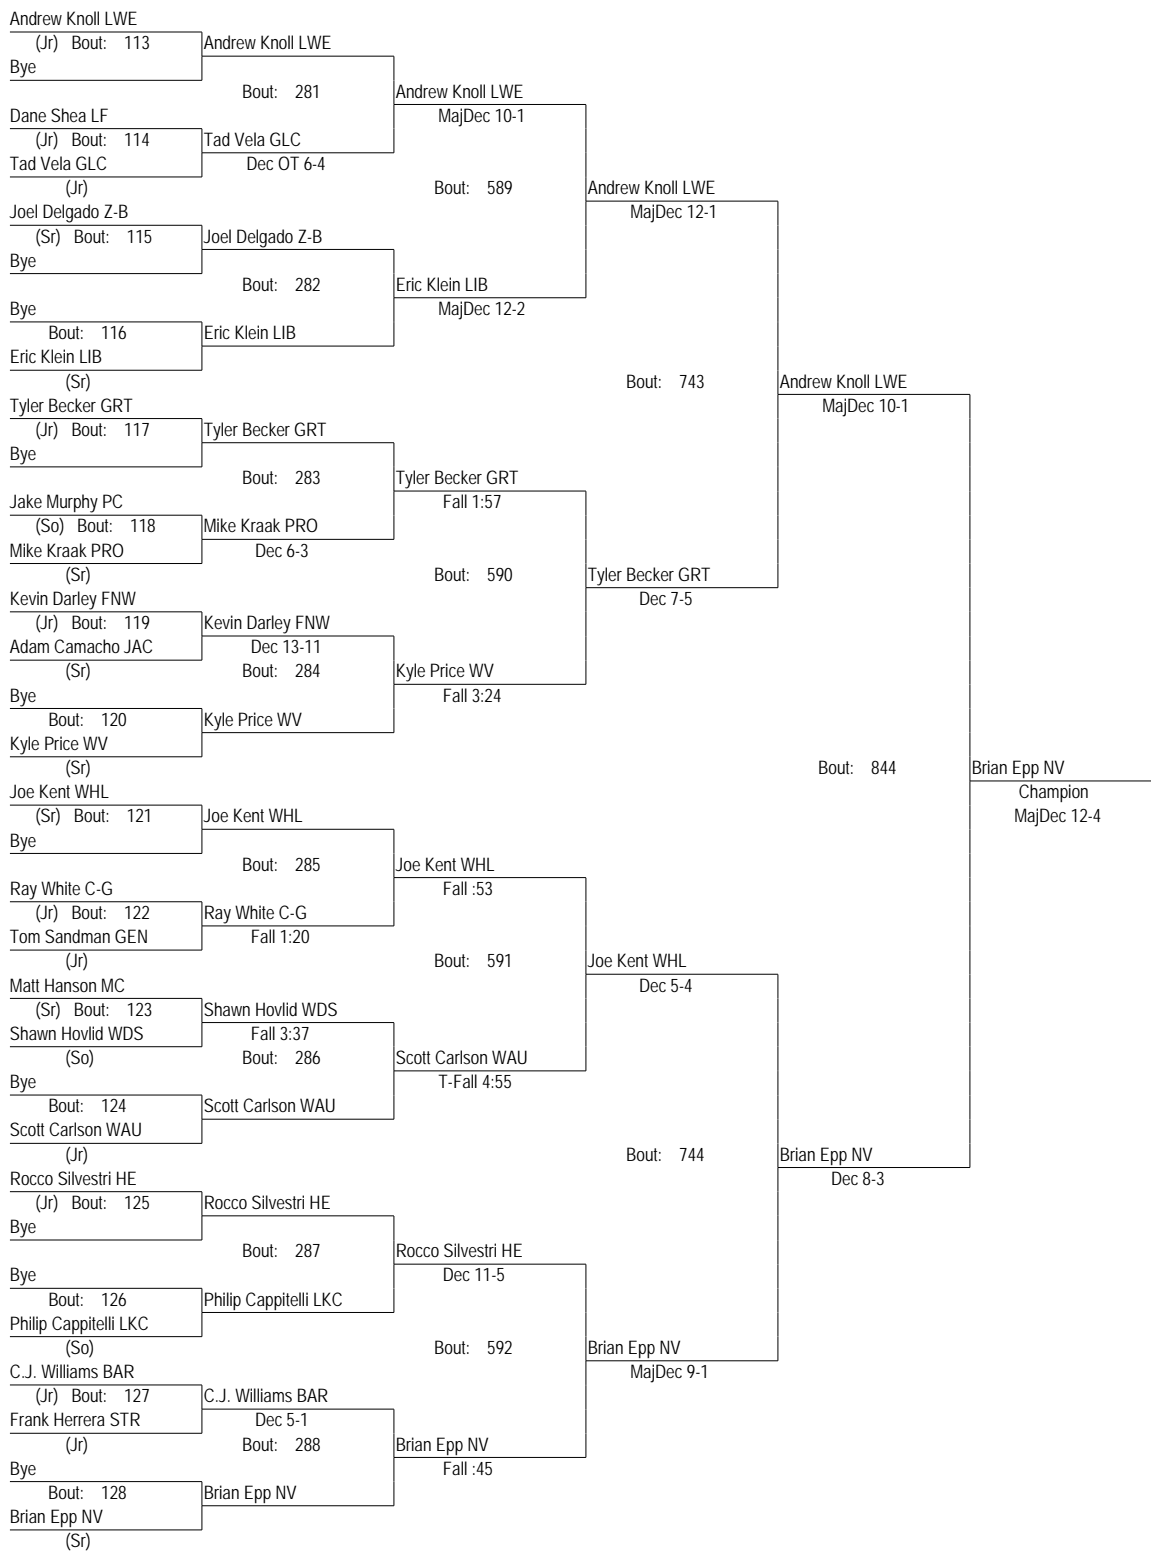 Andrew Knoll LWE
(Jr) Bout: 113
Andrew Knoll LWE
Bye
Bout: 281
Andrew Knoll LWE
MajDec 10-1
Dane Shea LF
(Jr) Bout: 114
Tad Vela GLC
Tad Vela GLC
Dec OT 6-4
(Jr)
Bout: 589
Andrew Knoll LWE
MajDec 12-1
Joel Delgado Z-B
(Sr) Bout: 115
Joel Delgado Z-B
Bye
Bout: 282
Eric Klein LIB
MajDec 12-2
Bye
Bout: 116
Eric Klein LIB
Eric Klein LIB
(Sr)
Bout: 743
Andrew Knoll LWE
MajDec 10-1
Tyler Becker GRT
(Jr) Bout: 117
Tyler Becker GRT
Bye
Bout: 283
Tyler Becker GRT
Fall 1:57
Jake Murphy PC
(So) Bout: 118
Mike Kraak PRO
Mike Kraak PRO
Dec 6-3
(Sr)
Bout: 590
Tyler Becker GRT
Dec 7-5
Kevin Darley FNW
(Jr) Bout: 119
Kevin Darley FNW
Adam Camacho JAC
Dec 13-11
(Sr)
Bout: 284
Kyle Price WV
Fall 3:24
Bye
Bout: 120
Kyle Price WV
Kyle Price WV
(Sr)
Bout: 844
Brian Epp NV
Champion
MajDec 12-4
Joe Kent WHL
(Sr) Bout: 121
Joe Kent WHL
Bye
Bout: 285
Joe Kent WHL
Fall :53
Ray White C-G
(Jr) Bout: 122
Ray White C-G
Tom Sandman GEN
Fall 1:20
(Jr)
Bout: 591
Joe Kent WHL
Dec 5-4
Matt Hanson MC
(Sr) Bout: 123
Shawn Hovlid WDS
Shawn Hovlid WDS
Fall 3:37
(So)
Bout: 286
Scott Carlson WAU
T-Fall 4:55
Bye
Bout: 124
Scott Carlson WAU
Scott Carlson WAU
(Jr)
Bout: 744
Brian Epp NV
Dec 8-3
Rocco Silvestri HE
(Jr) Bout: 125
Rocco Silvestri HE
Bye
Bout: 287
Rocco Silvestri HE
Dec 11-5
Bye
Bout: 126
Philip Cappitelli LKC
Philip Cappitelli LKC
(So)
Bout: 592
Brian Epp NV
MajDec 9-1
C.J. Williams BAR
(Jr) Bout: 127
C.J. Williams BAR
Frank Herrera STR
Dec 5-1
(Jr)
Bout: 288
Brian Epp NV
Fall :45
Bye
Bout: 128
Brian Epp NV
Brian Epp NV
(Sr)